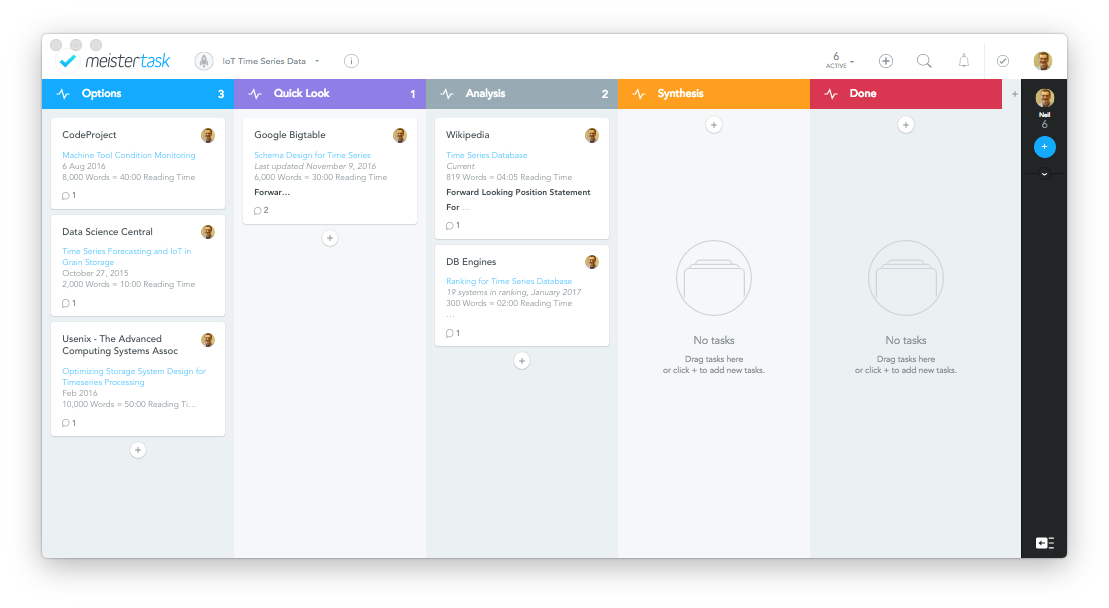 meistertask
IoT Time Series Data
6
ACTIVE
Options 3
CodeProject
Machine Tool Condition Monitoring
6 Aug 2016
8,000 Words = 40:00 Reading Time
1
Data Science Central
Time Series Forecasting and IoT in
Grain Storage
October 27, 2015
2,000 Words = 10:00 Reading Time
1
Usenix - The Advanced
Computing Systems Assoc
Optimizing Storage System Design for
Timeseries Processing
Feb 2016
10,000 Words = 50:00 Reading Ti...
1
Quick Look 1
Google Bigtable
Schema Design for Time Series
Last updated November 9, 2016
6,000 Words = 30:00 Reading Time
Forwar...
2
Analysis 2
Wikipedia
Time Series Database
Current
819 Words = 04:05 Reading Time
Forward Looking Position Statement
For ...
1
DB Engines
Ranking for Time Series Database
19 systems in ranking, January 2017
300 Words = 02:00 Reading Time
...
1
Synthesis
No tasks
Drag tasks here
or click + to add new tasks.
Done
No tasks
Drag tasks here
or click + to add new tasks.
Neil
6